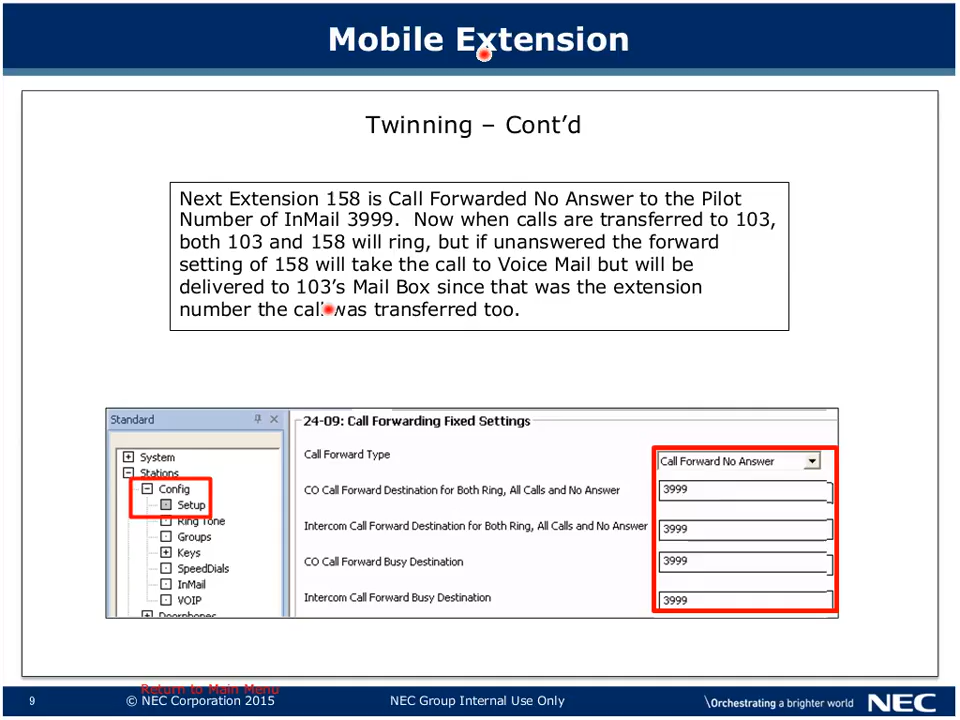 Mobile Extension
Twinning – Cont’d
Next Extension 158 is Call Forwarded No Answer to the Pilot
Number of InMail 3999.  Now when calls are transferred to 103,
both 103 and 158 will ring, but if unanswered the forward
setting of 158 will take the call to Voice Mail but will be
delivered to 103’s Mail Box since that was the extension
number the call was transferred too.
Standard
System
Stations
Config
Setup
Ring Tone
Groups
Keys
SpeedDials
InMail
VOIP
Doorphones
24-09: Call Forwarding Fixed Settings
Call Forward Type
Call Forward No Answer
CO Call Forward Destination for Both Ring, All Calls and No Answer
3999
Intercom Call Forward Destination for Both Ring, All Calls and No Answer
3999
CO Call Forward Busy Destination
3999
Intercom Call Forward Busy Destination
3999
Return to Main Menu
9
© NEC Corporation 2015
NEC Group Internal Use Only
\Orchestrating a brighter world
NEC